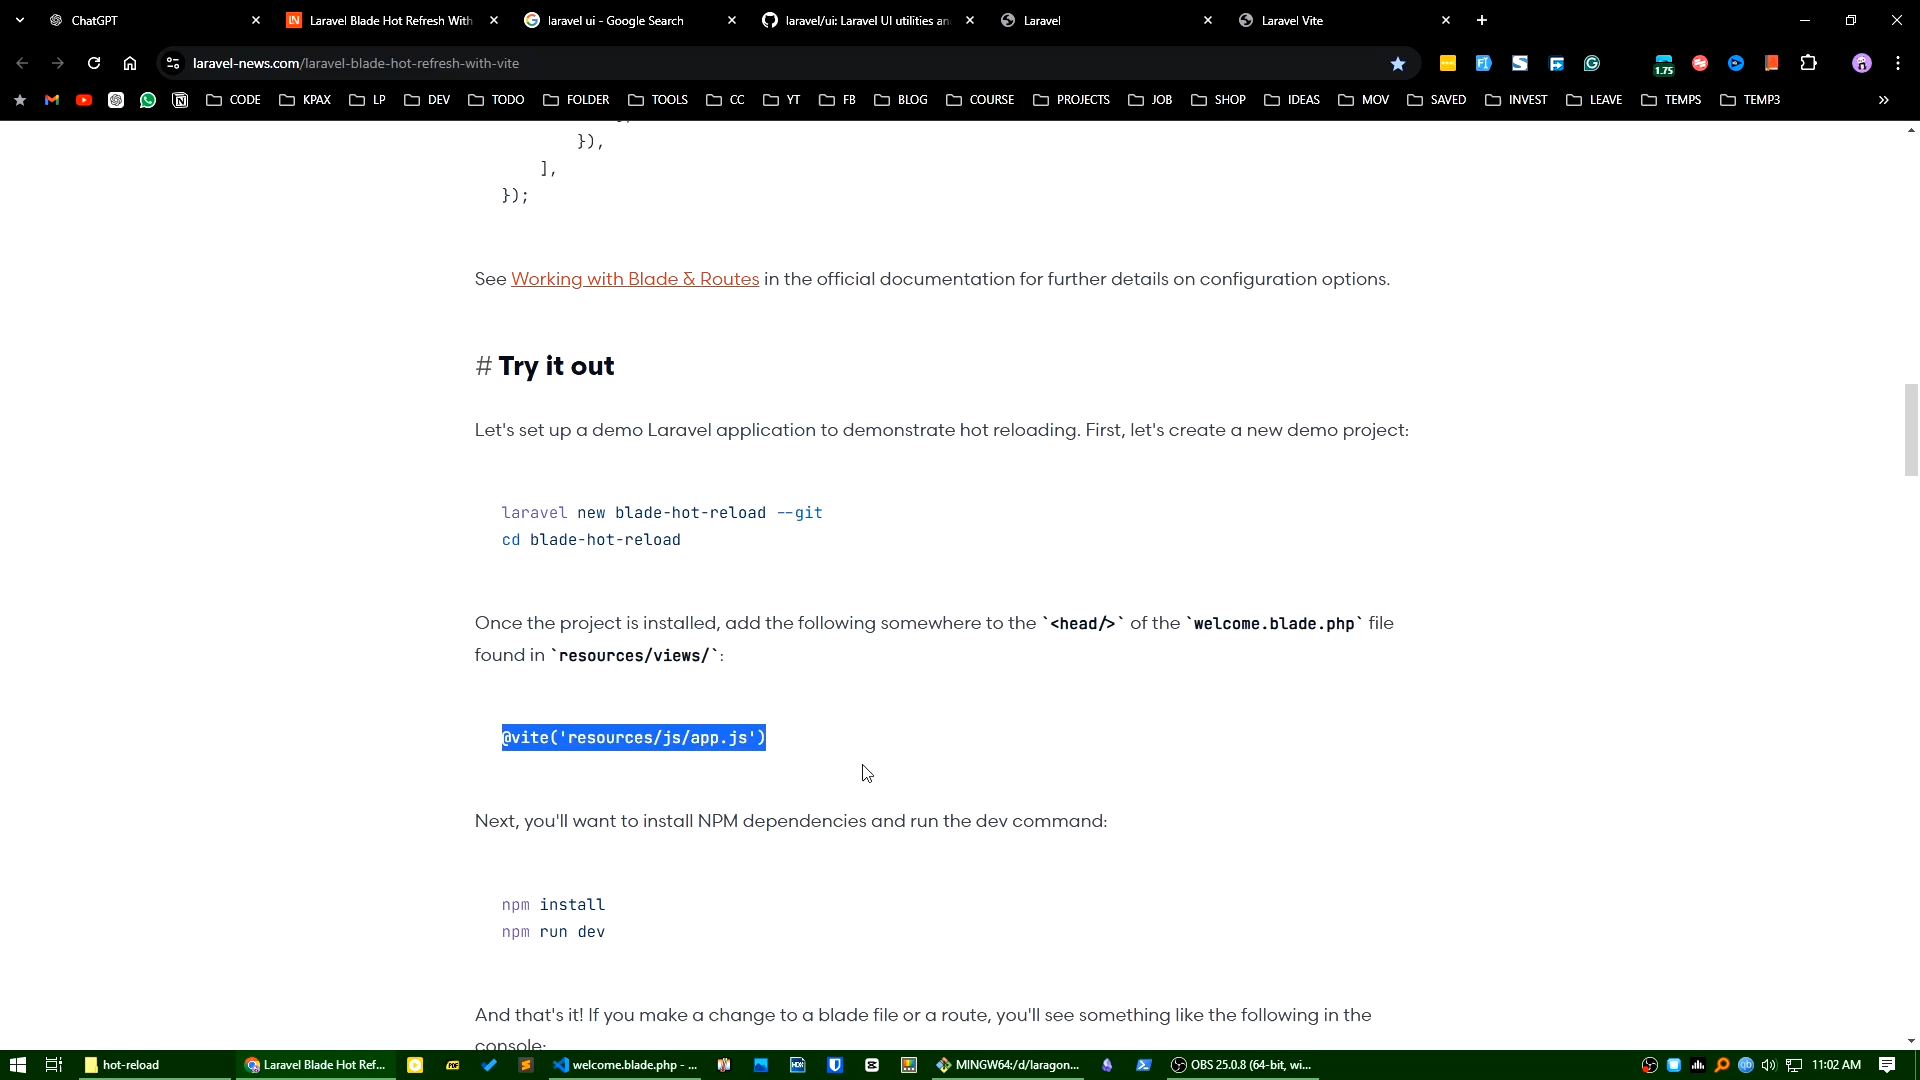 ChatGPT
Laravel Blade Hot Refresh With
laravel ui - Google Search
laravel/ui: Laravel UI utilities an
Laravel
Laravel Vite
laravel-news.com/laravel-blade-hot-refresh-with-vite
1.75
CODE
KPAX
LP
DEV
TODO
FOLDER
TOOLS
CC
YT
FB
BLOG
COURSE
PROJECTS
JOB
SHOP
IDEAS
MOV
SAVED
INVEST
LEAVE
TEMPS
TEMP3
}),
],
});
See Working with Blade & Routes in the official documentation for further details on configuration options.
# Try it out
Let's set up a demo Laravel application to demonstrate hot reloading. First, let's create a new demo project:
laravel new blade-hot-reload --git
cd blade-hot-reload
Once the project is installed, add the following somewhere to the `<head/>` of the `welcome.blade.php` file
found in `resources/views/`:
@vite('resources/js/app.js')
Next, you'll want to install NPM dependencies and run the dev command:
npm install
npm run dev
And that's it! If you make a change to a blade file or a route, you'll see something like the following in the
console:
hot-reload
Laravel Blade Hot Ref...
welcome.blade.php - ...
MINGW64:/d/laragon...
OBS 25.0.8 (64-bit, wi...
11:02 AM